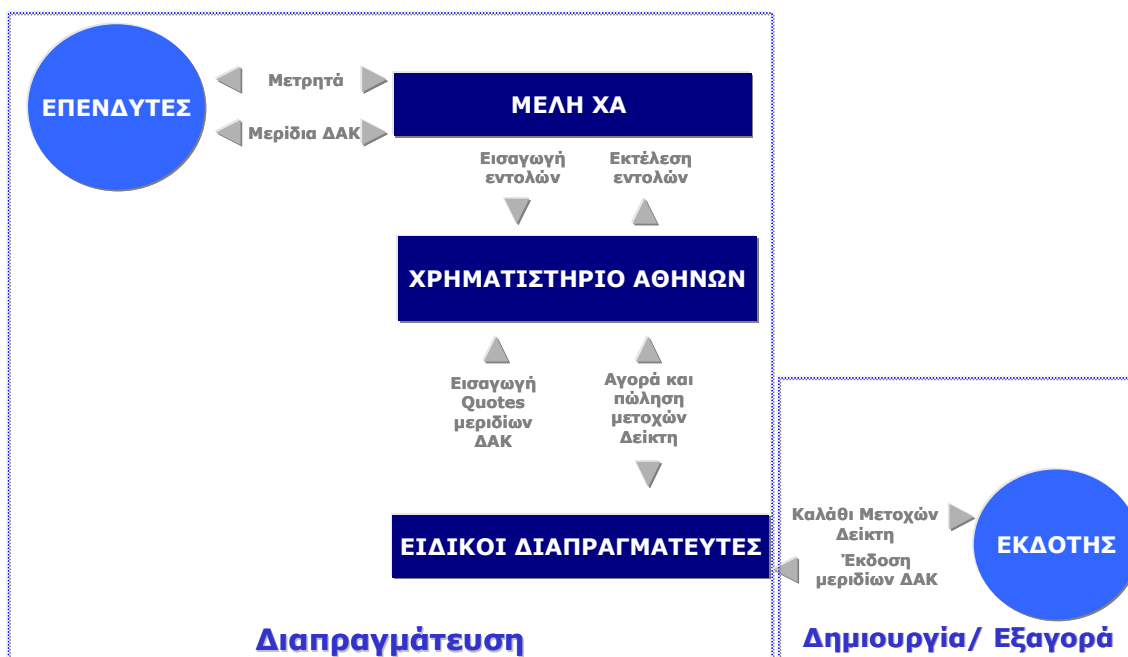 ΕΠΕΝΔΥΤΕΣ
Μετρητά
Μερίδια ΔΑΚ
ΜΕΛΗ ΧΑ
Εισαγωγή
εντολών
Εκτέλεση
εντολών
ΧΡΗΜΑΤΙΣΤΗΡΙΟ ΑΘΗΝΩΝ
Εισαγωγή
Quotes
μεριδίων
ΔΑΚ
Αγορά και
πώληση
μετοχών
Δείκτη
ΕΙΔΙΚΟΙ ΔΙΑΠΡΑΓΜΑΤΕΥΤΕΣ
Καλάθι Μετοχών
Δείκτη
Έκδοση
μεριδίων ΔΑΚ
ΕΚΔΟΤΗΣ
Διαπραγμάτευση
Δημιουργία/ Εξαγορά